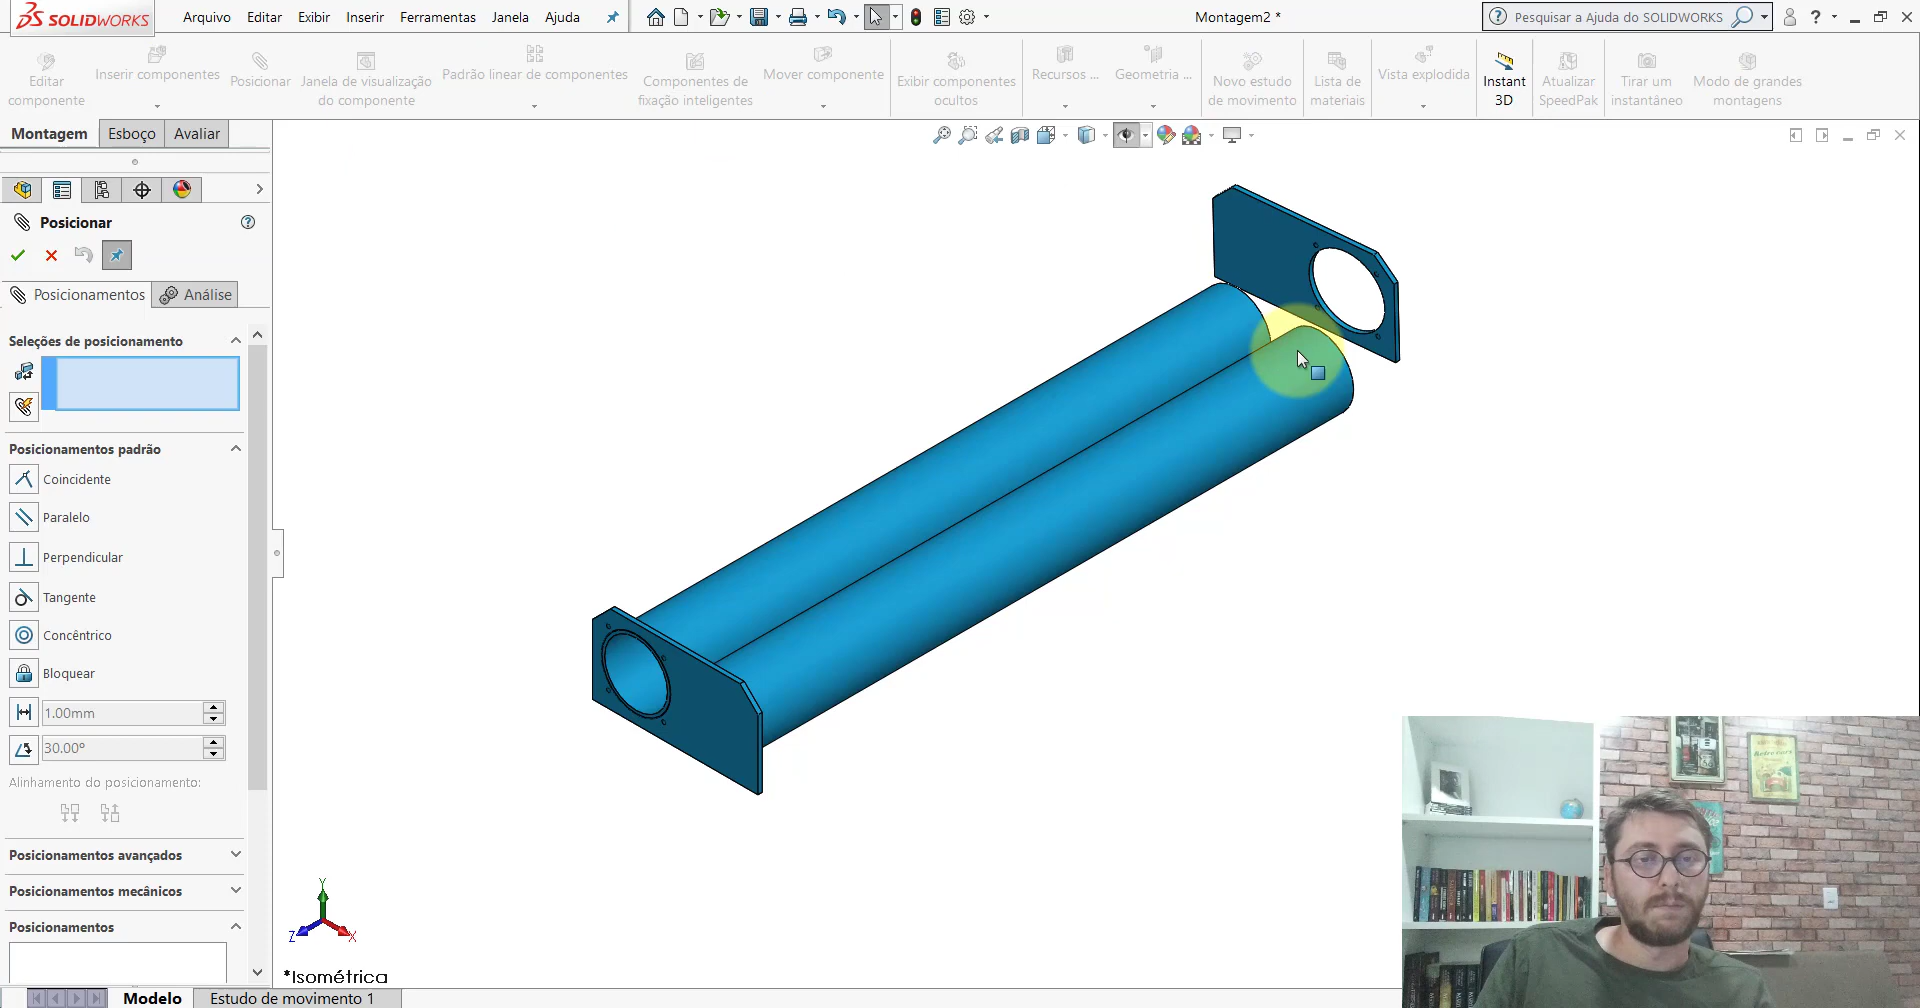 SOLIDWORKS
Arquivo Editar Exibir Inserir Ferramentas Janela Ajuda
Montagem2 *
Pesquisar a Ajuda do SOLIDWORKS
Editar componente
Inserir componentes
Posicionar
Janela de visualização do componente
Padrão linear de componentes
Componentes de fixação inteligentes
Mover componente
Exibir componentes ocultos
Recursos ...
Geometria ...
Novo estudo de movimento
Lista de materiais
Vista explodida
Instant 3D
Atualizar SpeedPak
Tirar um instantâneo
Modo de grandes montagens
Montagem Esboço Avaliar
Posicionar
Posicionamentos Análise
Seleções de posicionamento
Posicionamentos padrão
Coincidente
Paralelo
Perpendicular
Tangente
Concêntrico
Bloquear
1.00mm
30.00º
Alinhamento do posicionamento:
Posicionamentos avançados
Posicionamentos mecânicos
Posicionamentos
Y
Z X
*Isométrica
Modelo Estudo de movimento 1